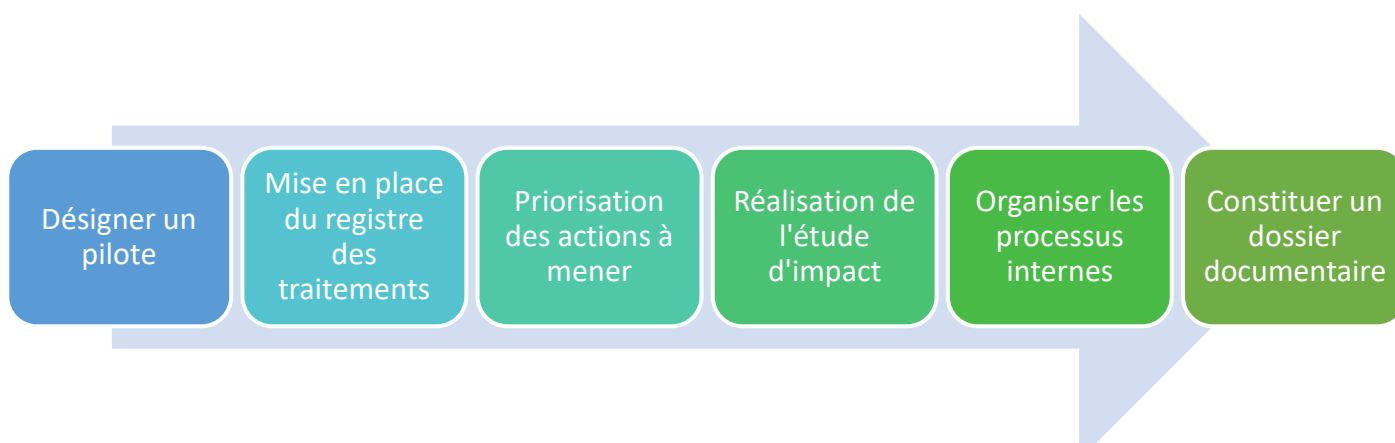 Désigner un
pilote
Mise en place
du registre
des
traitements
Priorisation
des actions à
mener
Réalisation de
l'étude
d'impact
Organiser les
processus
internes
Constituer un
dossier
documentaire